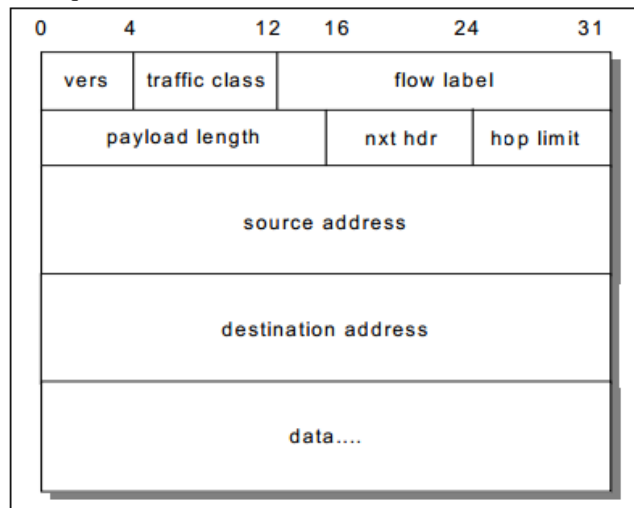 0 4 12 16 24 31
vers traffic class flow label
payload length nxt hdr hop limit
source address
destination address
data....